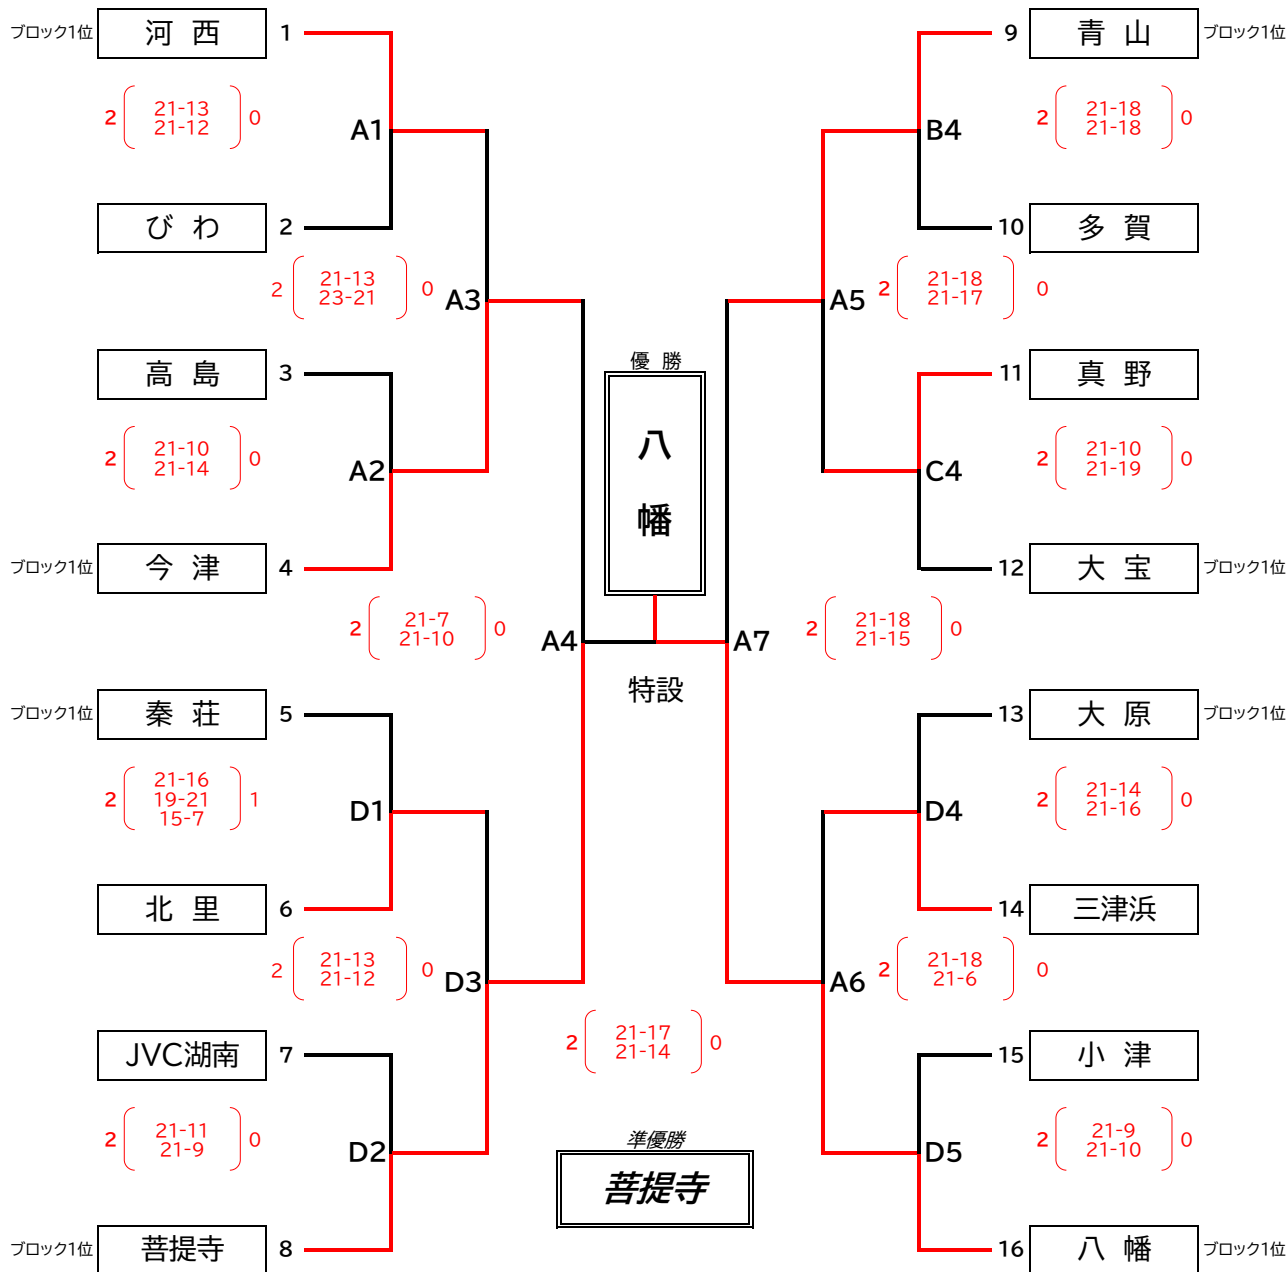 ブロック1位 河 西 1
2 21-13 0
21-12
A1
びわ 2
2 21-13 0
23-21
A3
高 島 3
2 21-10 0
21-14
A2
ブロック1位 今 津 4
2 21-7 0
21-10
A4
ブロック1位 秦 荘 5
2 21-16 1
19-21
15-7
D1
北 里 6
2 21-13 0
21-12
D3
JVC湖南 7
2 21-11 0
21-9
D2
ブロック1位 菩提寺 8
優 勝
八
幡
特設
2 21-17 0
21-14
準優勝
菩提寺
9 青 山 ブロック1位
2 21-18 0
21-18
B4
10 多 賀
A5
2 21-18 0
21-17
11 真 野
2 21-10 0
21-19
C4
12 大 宝 ブロック1位
A7
2 21-18 0
21-15
13 大 原 ブロック1位
2 21-14 0
21-16
D4
14 三津浜
A6
2 21-18 0
21-6
15 小 津
2 21-9 0
21-10
D5
16 八 幡 ブロック1位